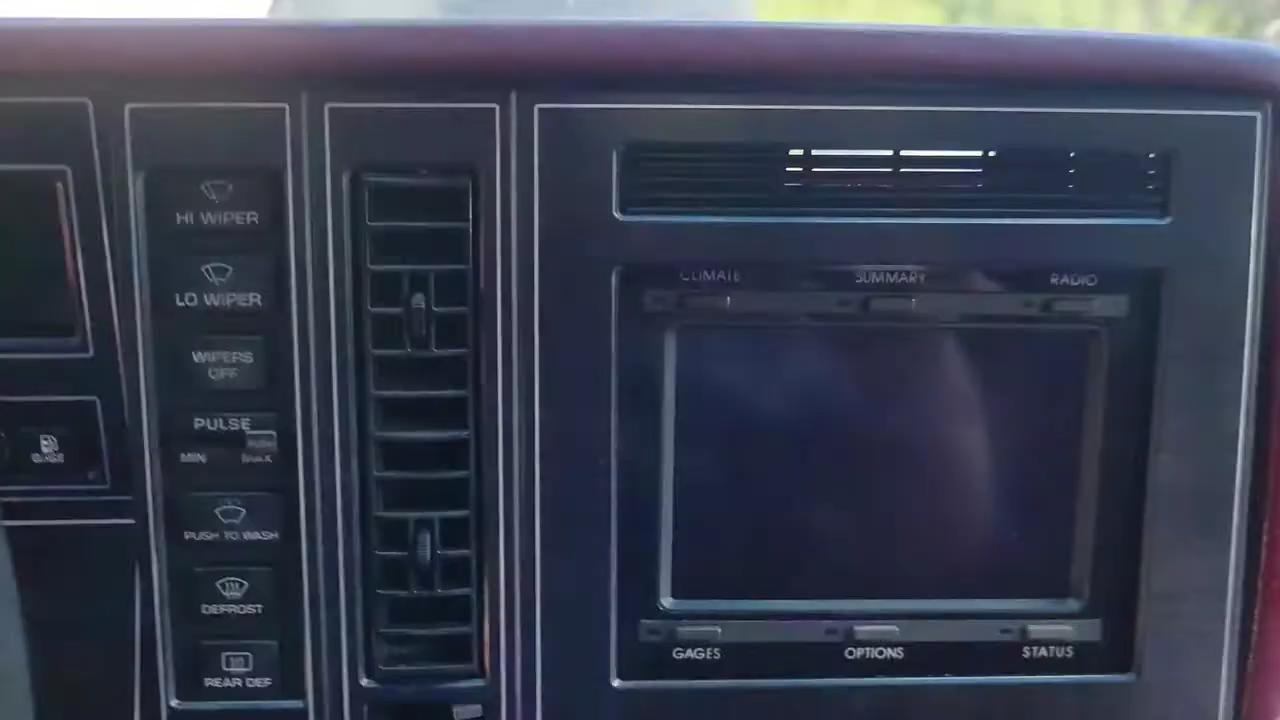 HI WIPER
LO WIPER
WIPERS
OFF
PULSE
MIN MAX
PUSH TO WASH
DEFROST
REAR DEF
CLIMATE SUMMARY RADIO
GAGES OPTIONS STATUS